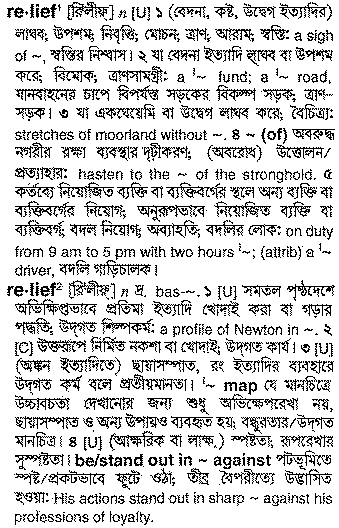 re·lief¹ [রিলীফ্] n [U] ১ (বেদনা, কষ্ট, উদ্বেগ ইত্যাদির)
লাঘব; উপশম; নিবৃত্তি; মোচন; ত্রাণ, আরাম; স্বস্তি: a sigh
of ~, স্বস্তির নিশ্বাস। ২ যা বেদনা ইত্যাদি লাঘব বা উপশম
করে; বিমোক; ত্রাণসামগ্রী: a '~ fund; a '~ road,
যানবাহনের চাপে বিপর্যস্ত সড়কের বিকল্প সড়ক; ত্রাণ-
সড়ক। ৩ যা একঘেয়েমি বা উদ্বেগ লাঘব করে; বৈচিত্র্য:
stretches of moorland without ~. ৪ ~ (of) অবরুদ্ধ
নগরীর রক্ষা ব্যবস্থার দৃঢ়ীকরণ; (অবরোধ) উত্তোলন/
প্রত্যাহার: hasten to the ~ of the stronghold. ৫
কর্তব্যে নিয়োজিত ব্যক্তি বা ব্যক্তিবর্গের স্থলে অন্য ব্যক্তি বা
ব্যক্তিবর্গের নিয়োগ; অনুরূপভাবে নিয়োজিত ব্যক্তি বা
ব্যক্তিবর্গ; বদল নিয়োগ; অব্যাহতি; বদলির লোক: on duty
from 9 am to 5 pm with two hours '~; (attrib) a '~
driver, বদলি গাড়িচালক।
re·lief² [রিলীফ্] n দ্র. bas-~. ১ [U] সমতল পৃষ্ঠদেশে
অভিক্ষিপ্তভাবে প্রতিমা ইত্যাদি খোদাই করা বা গড়ার
পদ্ধতি; উদ্‌গত শিল্পকর্ম: a profile of Newton in ~. ২
[C] উক্তরূপে নির্মিত নকশা বা খোদাই; উদ্‌গত কার্য। ৩ [U]
(অঙ্কন ইত্যাদিতে) ছায়াসম্পাত, রং ইত্যাদির ব্যবহারে
উদ্‌গত কর্ম বলে প্রতীয়মানতা। '~ map যে মানচিত্রে
উচ্চাবচতা দেখানোর জন্য শুধু অভিক্ষেপরেখা নয়,
ছায়াসম্পাত ও অন্য উপায়ও ব্যবহৃত হয়; বন্ধুরতার/উদ্‌গত
মানচিত্র। ৪ [U] (আক্ষরিক বা লাক্ষ.) স্পষ্টতা; রূপরেখার
সুস্পষ্টতা। be/stand out in ~ against পটভূমিতে
স্পষ্ট/প্রকটভাবে ফুটে ওঠা; তীব্র বৈপরীত্যে উদ্ভাসিত
হওয়া: His actions stand out in sharp ~ against his
professions of loyalty.